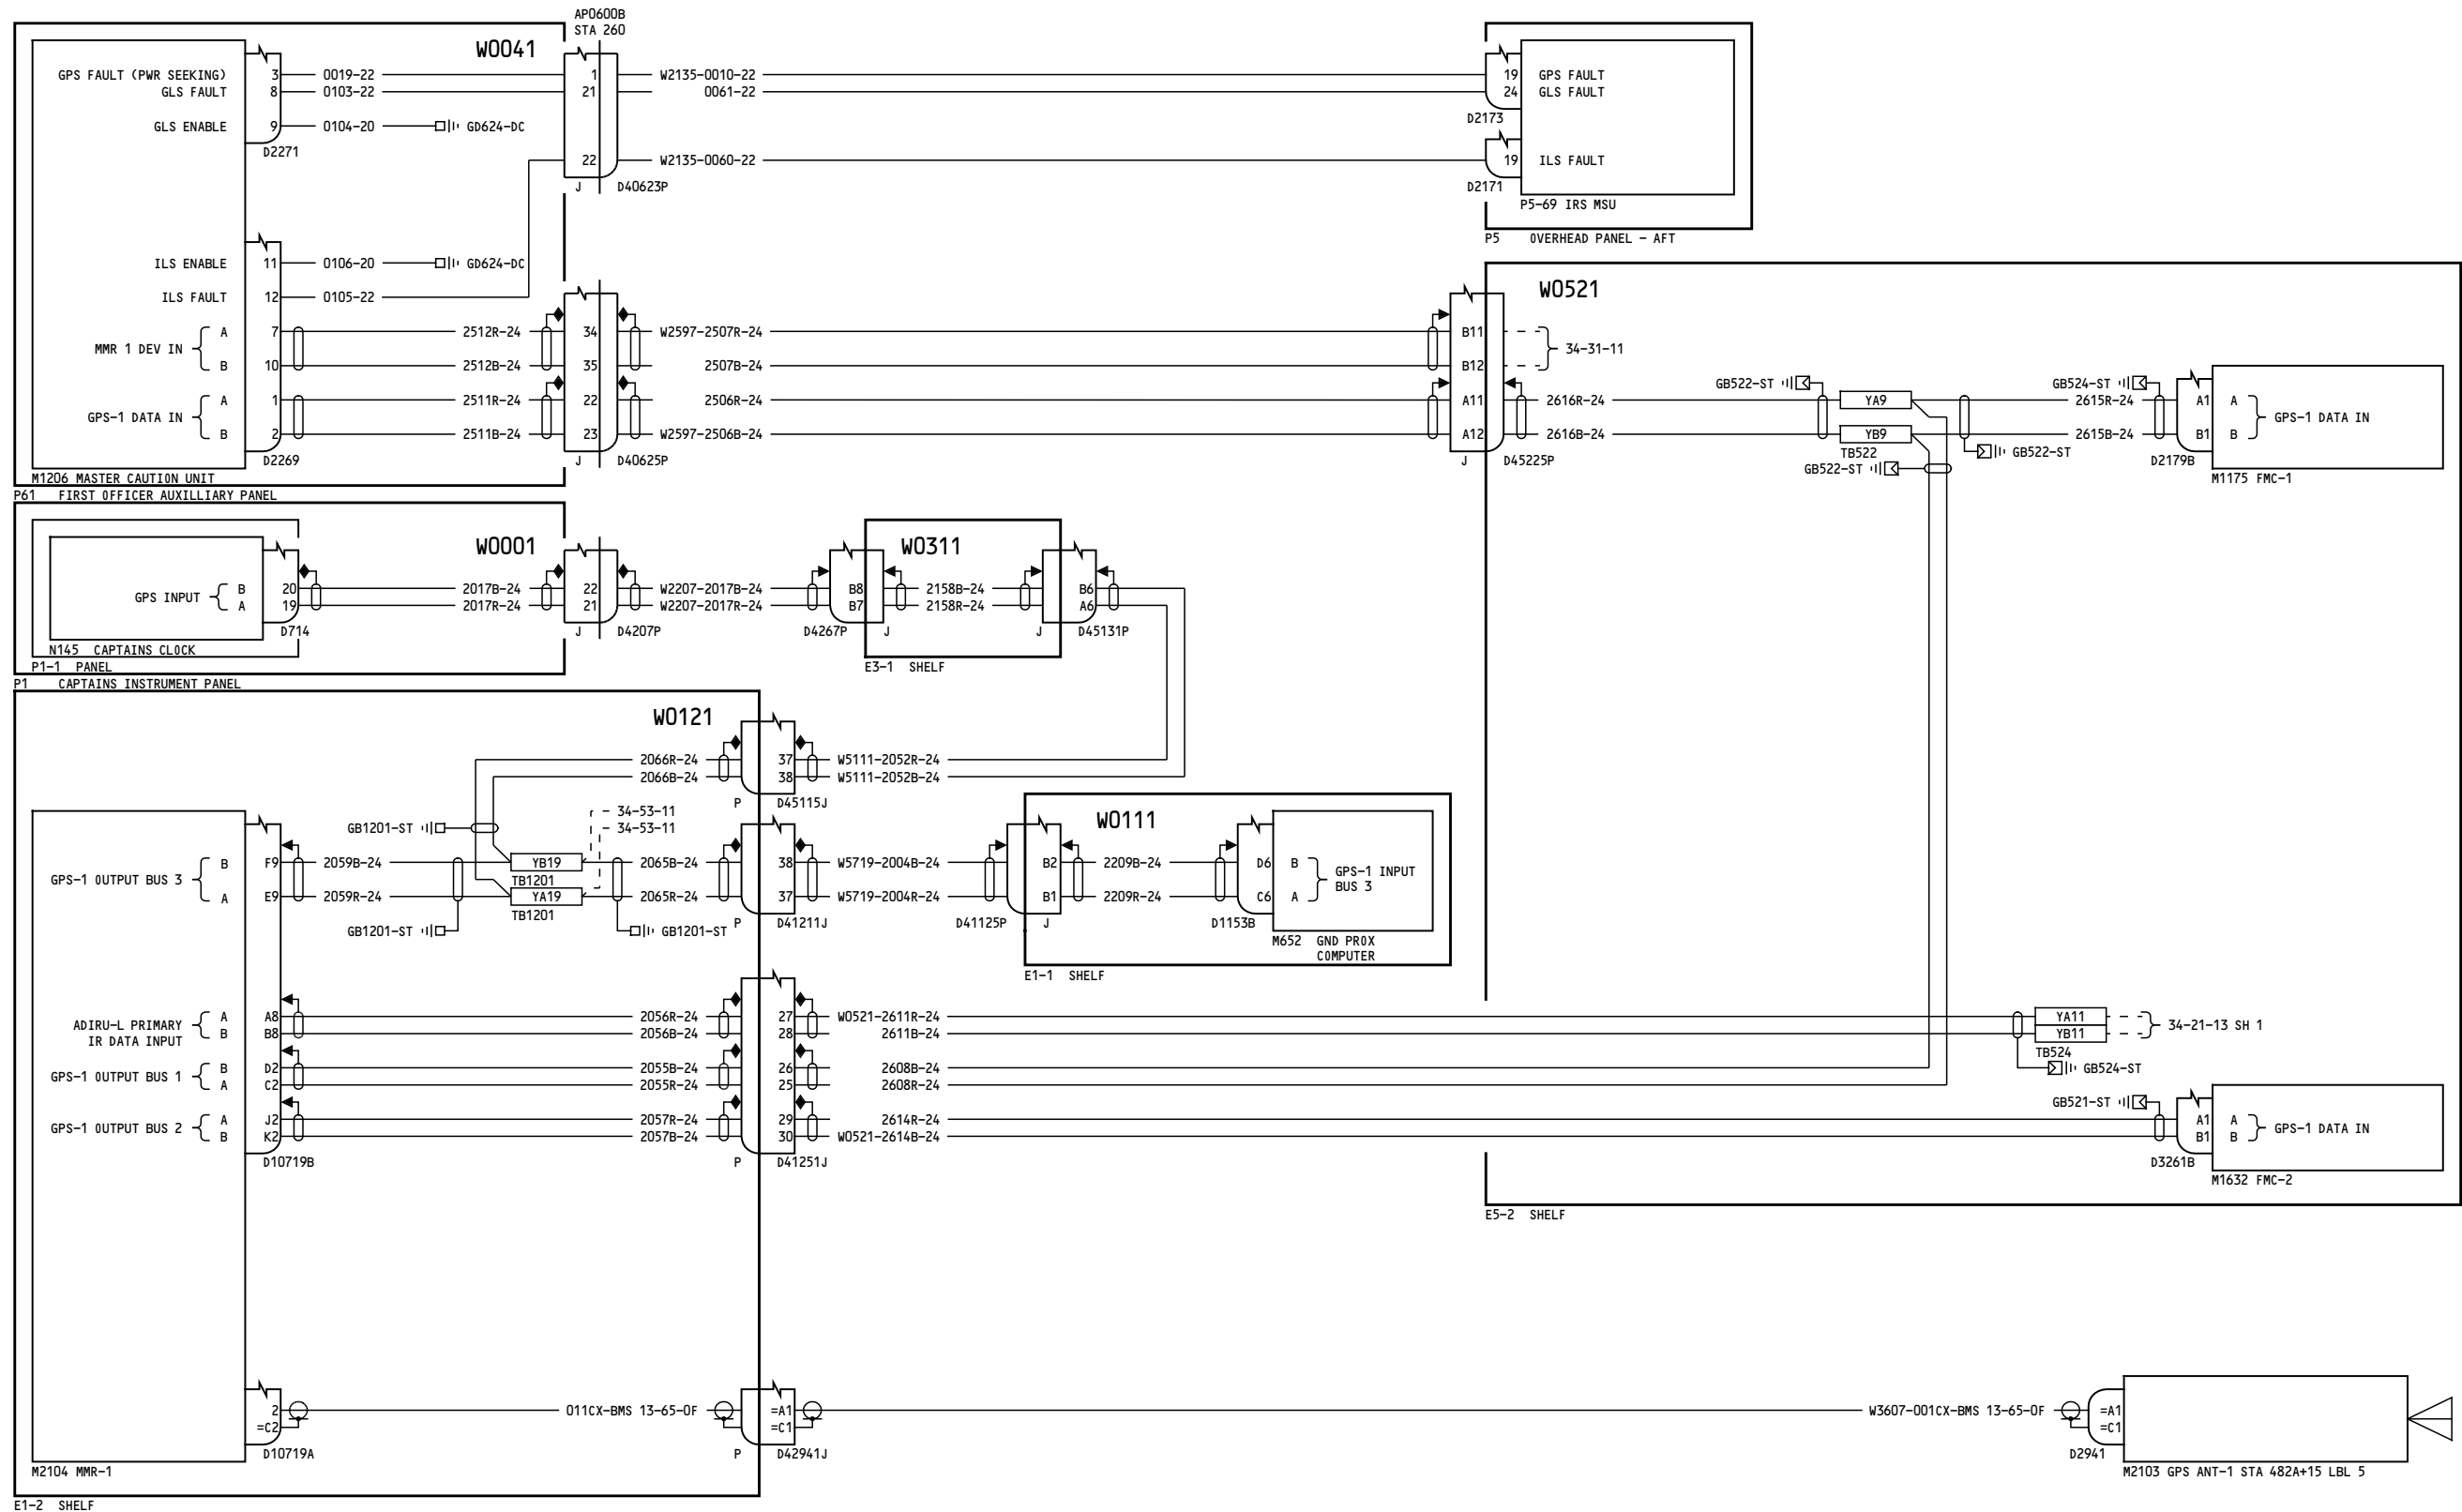 AP0600B
STA 260
W0041
GPS FAULT (PWR SEEKING) 3 0019-22 1 W2135-0010-22 19 GPS FAULT
GLS FAULT 8 0103-22 21 0061-22 24 GLS FAULT
D2173
GLS ENABLE 9 0104-20 GD624-DC
D2271
22 W2135-0060-22 19 ILS FAULT
J D40623P D2171
P5-69 IRS MSU
P5 OVERHEAD PANEL - AFT
ILS ENABLE 11 0106-20 GD624-DC
W0521
ILS FAULT 12 0105-22
A 7 2512R-24 34 W2597-2507R-24 B11
MMR 1 DEV IN 34-31-11
B 10 2512B-24 35 2507B-24 B12
GB522-ST GB524-ST
A 1 2511R-24 22 2506R-24 A11 2616R-24 YA9 2615R-24 A1 A
GPS-1 DATA IN GPS-1 DATA IN
B 2 2511B-24 23 W2597-2506B-24 A12 2616B-24 YB9 2615B-24 B1 B
TB522 GB522-ST
D2269 J D40625P J D45225P D2179B
GB522-ST
M1206 MASTER CAUTION UNIT M1175 FMC-1
P61 FIRST OFFICER AUXILLIARY PANEL
W0001 W0311
B 20 2017B-24 22 W2207-2017B-24 B8 2158B-24 B6
GPS INPUT
A 19 2017R-24 21 W2207-2017R-24 B7 2158R-24 A6
D714 J D4207P D4267P J J D45131P
N145 CAPTAINS CLOCK
P1-1 PANEL E3-1 SHELF
P1 CAPTAINS INSTRUMENT PANEL
W0121
2066R-24 37 W5111-2052R-24
2066B-24 38 W5111-2052B-24
P D45115J
34-53-11
34-53-11
GB1201-ST
W0111
B F9 2059B-24 YB19 2065B-24 38 W5719-2004B-24 B2 2209B-24 D6 B
TB1201
GPS-1 OUTPUT BUS 3 GPS-1 INPUT
BUS 3
A E9 2059R-24 YA19 2065R-24 37 W5719-2004R-24 B1 2209R-24 C6 A
TB1201
P D41211J D41125P J D1153B
GB1201-ST GB1201-ST
M652 GND PROX
COMPUTER
E1-1 SHELF
A A8 2056R-24 27 W0521-2611R-24 YA11
ADIRU-L PRIMARY 34-21-13 SH 1
B B8 2056B-24 28 2611B-24 YB11
IR DATA INPUT
TB524
B D2 2055B-24 26 2608B-24 GB524-ST
GPS-1 OUTPUT BUS 1
A C2 2055R-24 25 2608R-24
GB521-ST
A J2 2057R-24 29 2614R-24 A1 A
GPS-1 OUTPUT BUS 2 GPS-1 DATA IN
B K2 2057B-24 30 W0521-2614B-24 B1 B
D10719B P D41251J D3261B
M1632 FMC-2
E5-2 SHELF
2 011CX-BMS 13-65-0F =A1 W3607-001CX-BMS 13-65-0F =A1
=C2 =C1 =C1
D10719A P D42941J D2941
M2104 MMR-1 M2103 GPS ANT-1 STA 482A+15 LBL 5
E1-2 SHELF